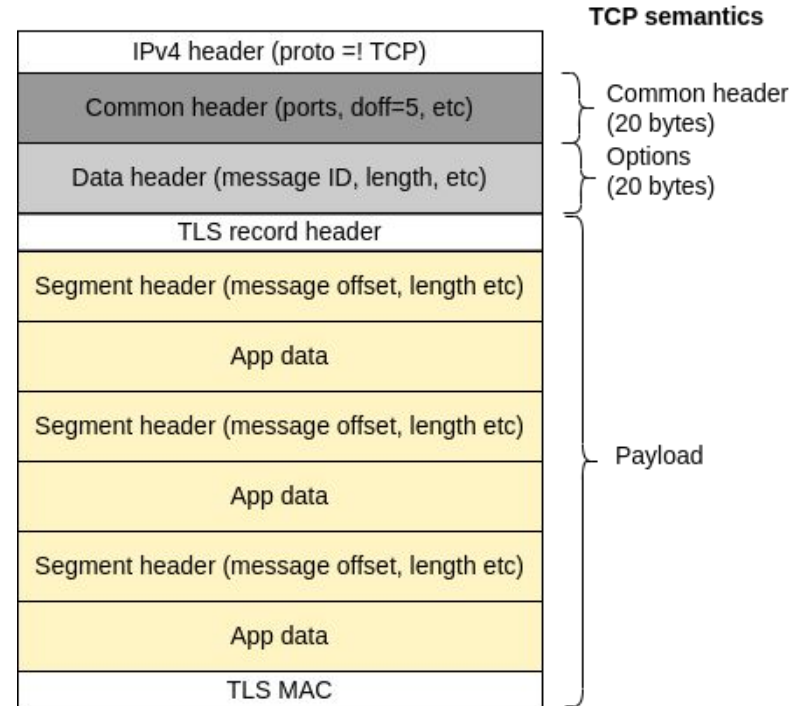 TCP semantics
IPv4 header (proto =! TCP)
Common header (ports, doff=5, etc)
Common header
(20 bytes)
Data header (message ID, length, etc)
Options
(20 bytes)
TLS record header
Segment header (message offset, length etc)
App data
Segment header (message offset, length etc)
Payload
App data
Segment header (message offset, length etc)
App data
TLS MAC